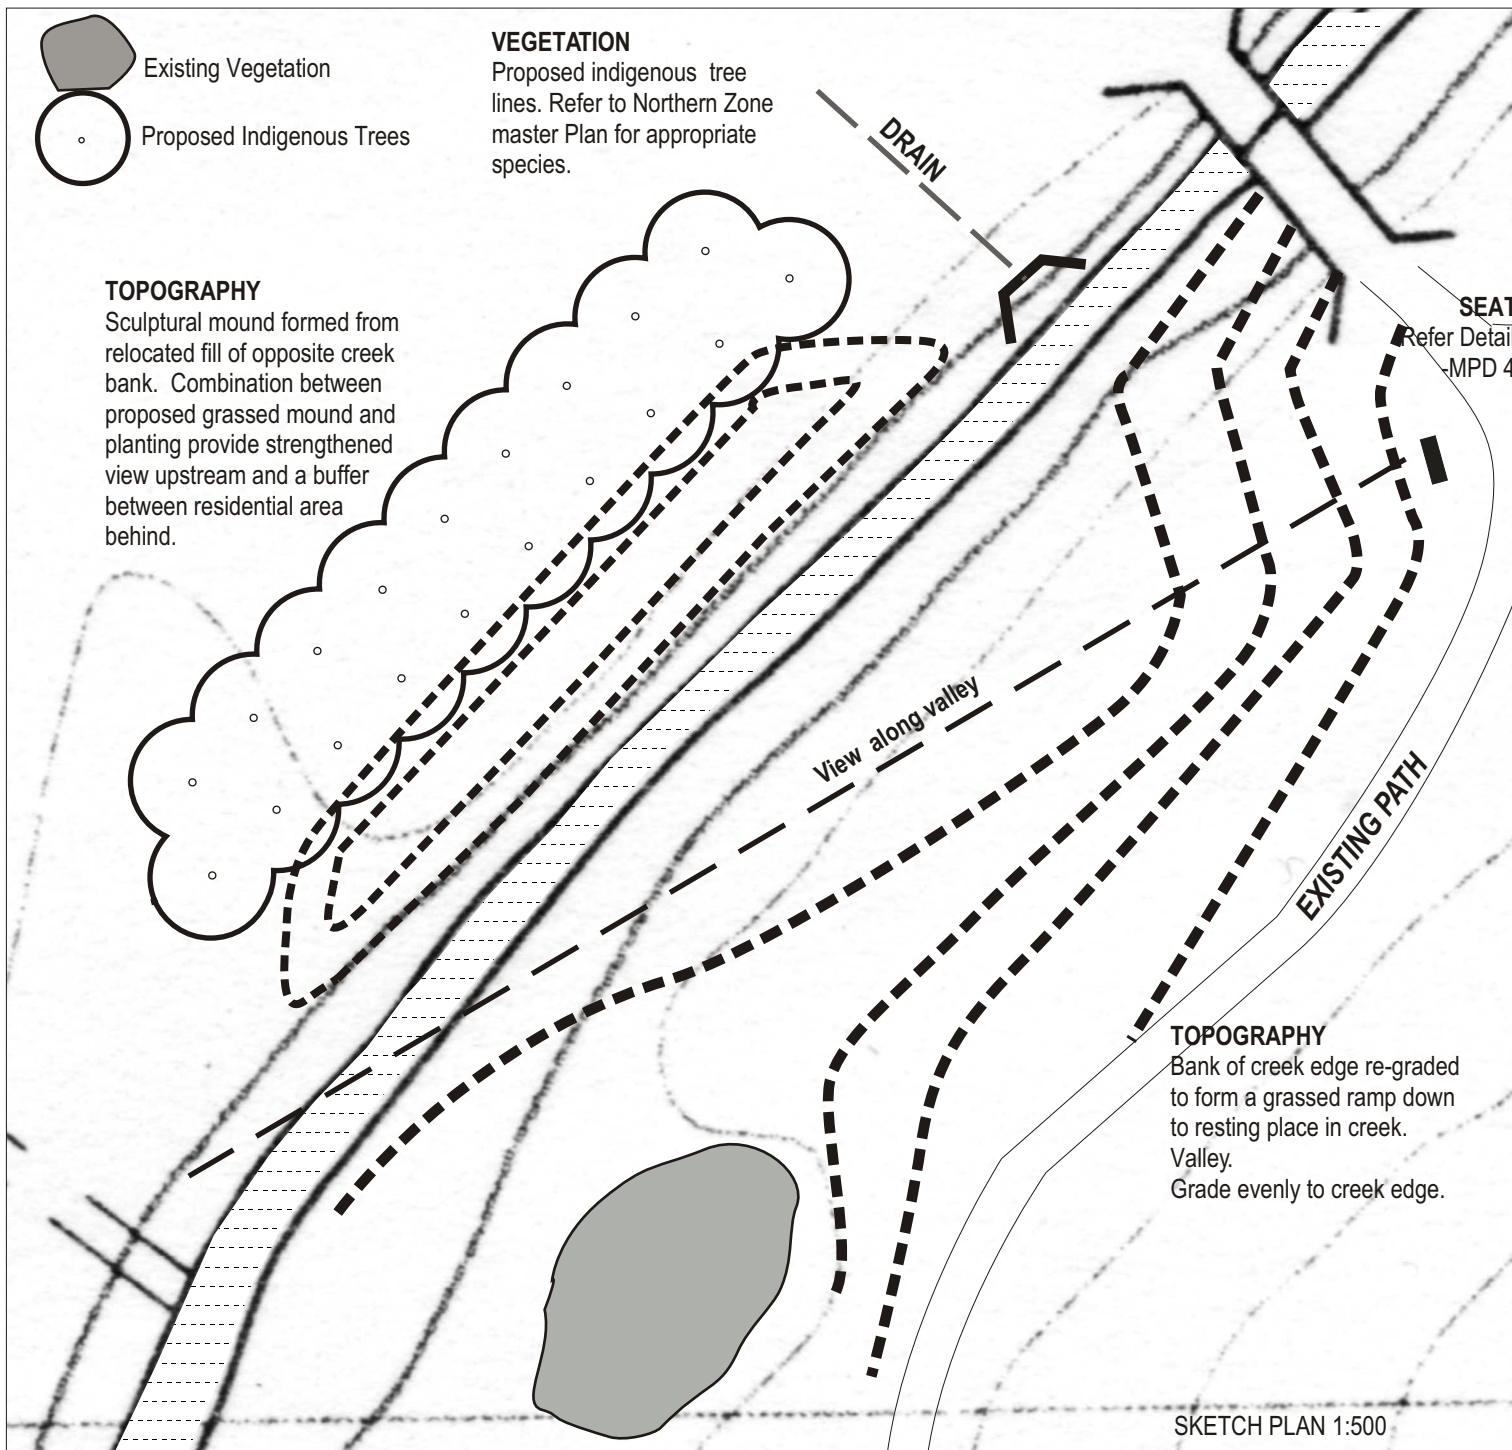 Existing Vegetation
Proposed Indigenous Trees
VEGETATION
Proposed indigenous tree
lines. Refer to Northern Zone
master Plan for appropriate
species.
DRAIN
TOPOGRAPHY
Sculptural mound formed from
relocated fill of opposite creek
bank. Combination between
proposed grassed mound and
planting provide strengthened
view upstream and a buffer
between residential area
behind.
SEAT
Refer Detail
-MPD 4
View along valley
EXISTING PATH
TOPOGRAPHY
Bank of creek edge re-graded
to form a grassed ramp down
to resting place in creek.
Valley.
Grade evenly to creek edge.
SKETCH PLAN 1:500